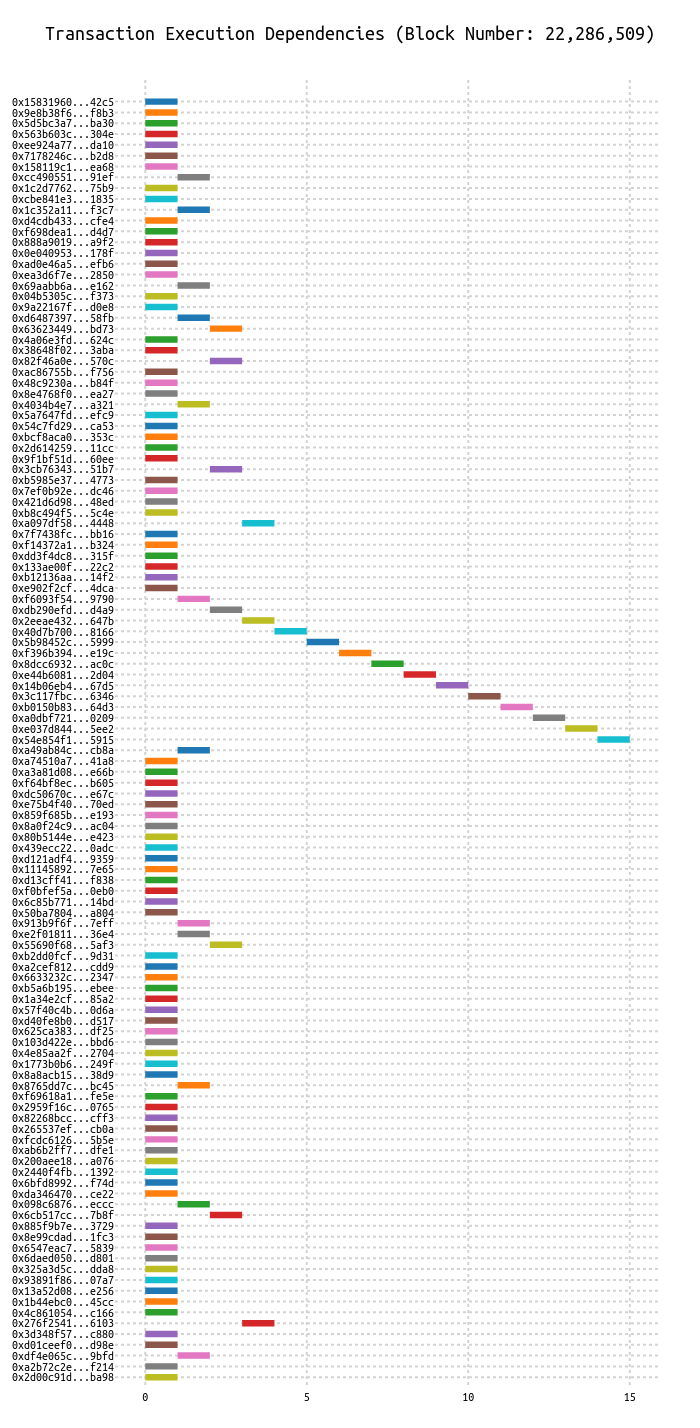 Transaction Execution Dependencies (Block Number: 22,286,509)
0x15831960...42c5
0x9e8b38f6...f8b3
0x5d5bc3a7...ba30
0x563b603c...304e
0xee924a77...da10
0x7178246c...b2d8
0x158119c1...ea68
0xcc490551...91ef
0x1c2d7762...75b9
0xcbe841e3...1835
0x1c352a11...f3c7
0xd4cdb433...cfe4
0xf698dea1...d4d7
0x888a9019...a9f2
0x0e040953...178f
0xad0e46a5...efb6
0xea3d6f7e...2850
0x69aabb6a...e162
0x04b5305c...f373
0x9a22167f...d0e8
0xd6487397...58fb
0x63623449...bd73
0x4a06e3fd...624c
0x38648f02...3aba
0x82f46a0e...570c
0xac86755b...f756
0x48c9230a...b84f
0x8e4768f0...ea27
0x4034b4e7...a321
0x5a7647fd...efc9
0x54c7fd29...ca53
0xbcf8aca0...353c
0x2d614259...11cc
0x9f1bf51d...60ee
0x3cb76343...51b7
0xb5985e37...4773
0x7ef0b92e...dc46
0x421d6d98...48ed
0xb8c494f5...5c4e
0xa097df58...4448
0x7f7438fc...bb16
0xf14372a1...b324
0xdd3f4dc8...315f
0x133ae00f...22c2
0xb12136aa...14f2
0xe902f2cf...4dca
0xf6093f54...9790
0xdb290efd...d4a9
0x2eeae432...647b
0x40d7b700...8166
0x5b98452c...5999
0xf396b394...e19c
0x8dcc6932...ac0c
0xe44b6081...2d04
0x14b06eb4...67d5
0x3c117fbc...6346
0xb0150b83...64d3
0xa0dbf721...0209
0xe037d844...5ee2
0x54e854f1...5915
0xa49ab84c...cb8a
0xa74510a7...41a8
0xa3a81d08...e66b
0xf64bf8ec...b605
0xdc50670c...e67c
0xe75b4f40...70ed
0x859f685b...e193
0x8a0f24c9...ac04
0x80b5144e...e423
0x439ecc22...0adc
0xd121adf4...9359
0x11145892...7e65
0xd13cff41...f838
0xf0bfef5a...0eb0
0x6c85b771...14bd
0x50ba7804...a804
0x913b9f6f...7eff
0xe2f01811...36e4
0x55690f68...5af3
0xb2dd0fcf...9d31
0xa2cef812...cdd9
0x6633232c...2347
0xb5a6b195...ebee
0x1a34e2cf...85a2
0x57f40c4b...0d6a
0xd40fe8b0...d517
0x625ca383...df25
0x103d422e...bbd6
0x4e85aa2f...2704
0x1773b0b6...249f
0x8a8acb15...38d9
0x8765dd7c...bc45
0xf69618a1...fe5e
0x2959f16c...0765
0x82268bcc...cff3
0x265537ef...cb0a
0xfcdc6126...5b5e
0xab6b2ff7...dfe1
0x200aee18...a076
0x2440f4fb...1392
0x6bfd8992...f74d
0xda346470...ce22
0x098c6876...eccc
0x6cb517cc...7b8f
0x885f9b7e...3729
0x8e99cdad...1fc3
0x6547eac7...5839
0x6daed050...d801
0x325a3d5c...dda8
0x93891f86...07a7
0x13a52d08...e256
0x1b44ebc0...45cc
0x4c861054...c166
0x276f2541...6103
0x3d348f57...c880
0xd01ceef0...d98e
0xdf4e065c...9bfd
0xa2b72c2e...f214
0x2d00c91d...ba98
0 5 10 15